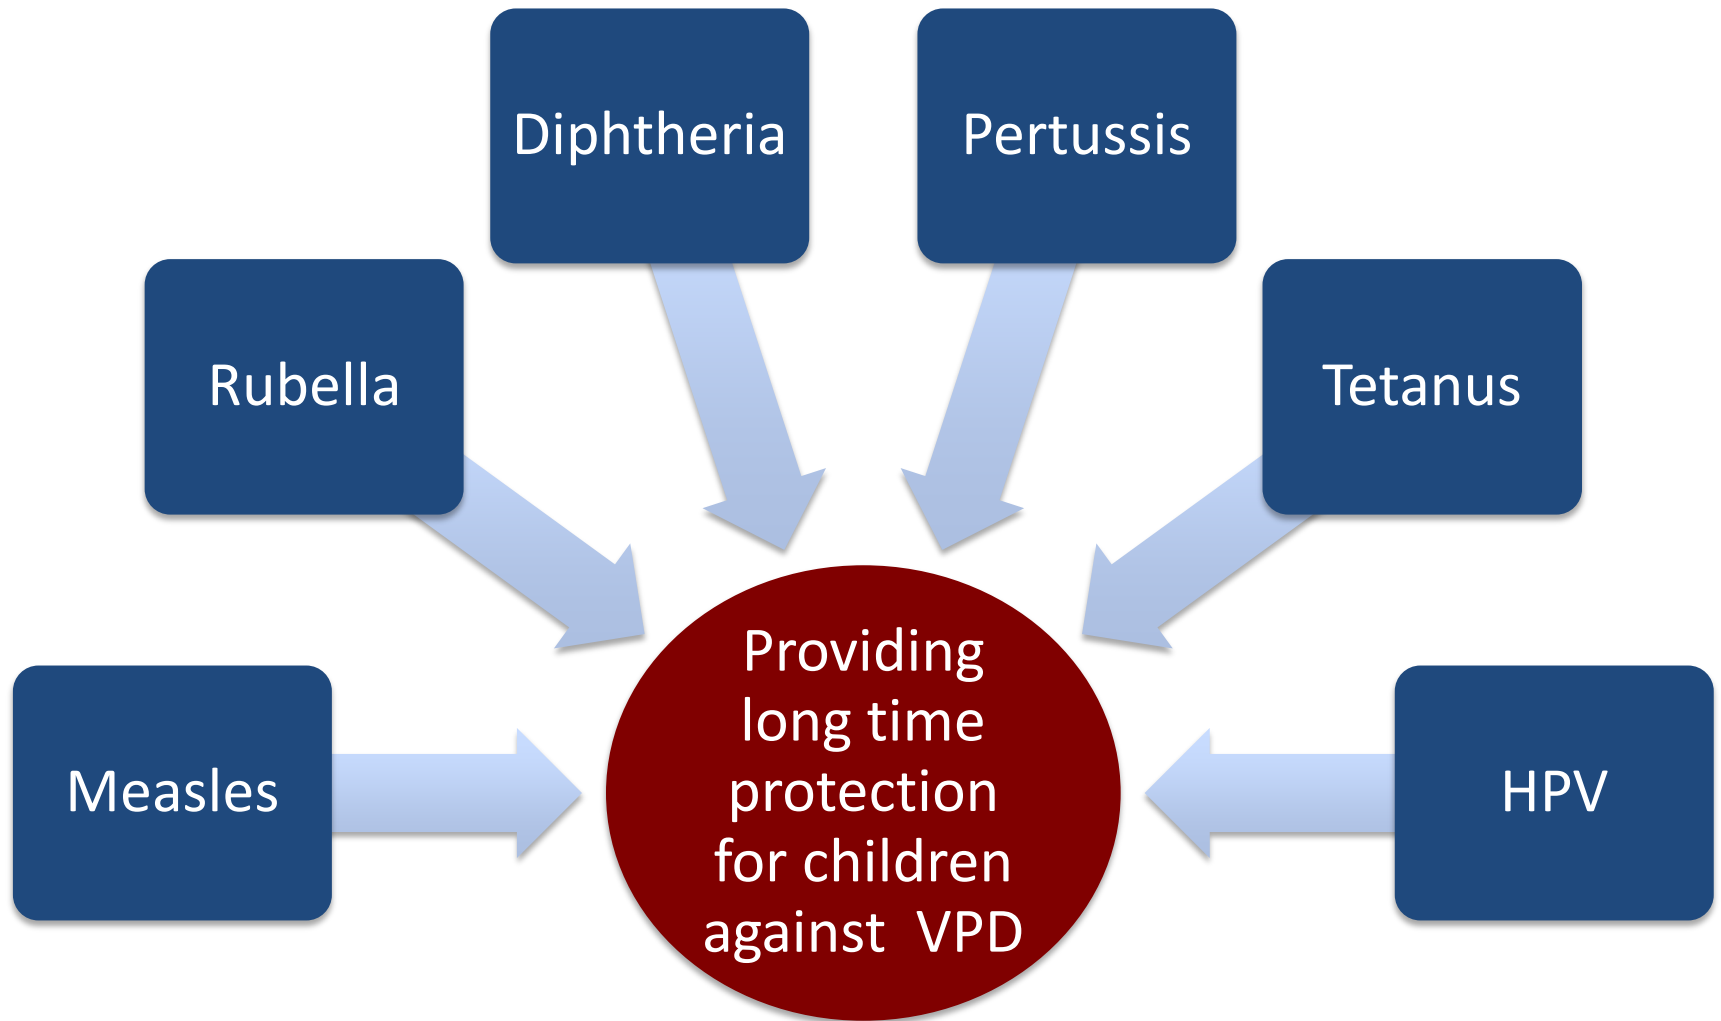 Diphtheria
Pertussis
Rubella
Tetanus
Measles
HPV
Providing
long time
protection
for children
against  VPD